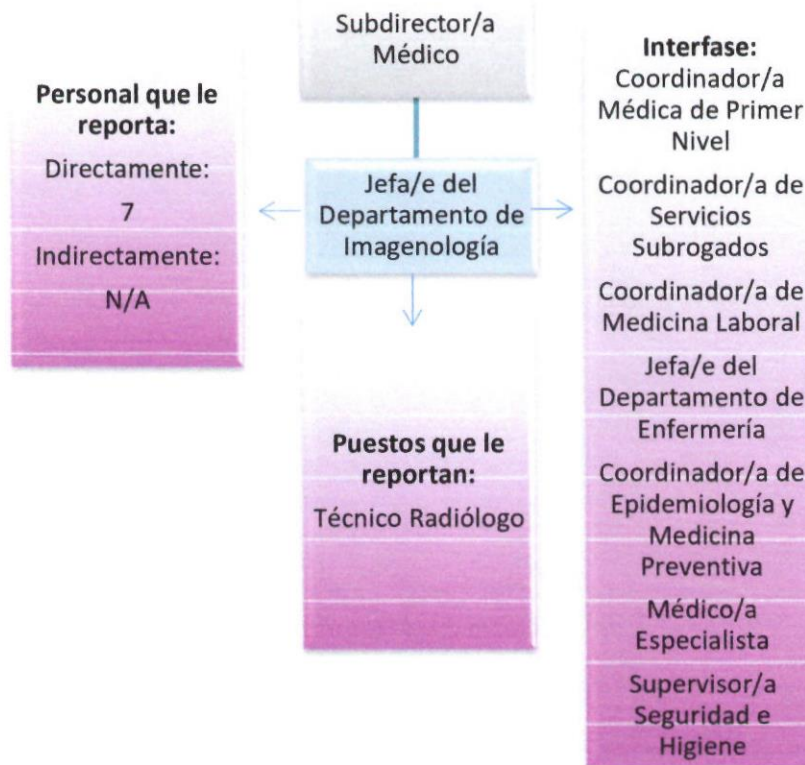 Subdirector/a
Médico
Personal que le
reporta:
Directamente:
7
Indirectamente:
N/A
Jefa/e del
Departamento de
Imagenología
Puestos que le
reportan:
Técnico Radiólogo
Interfase:
Coordinador/a
Médica de Primer
Nivel
Coordinador/a de
Servicios
Subrogados
Coordinador/a de
Medicina Laboral
Jefa/e del
Departamento de
Enfermería
Coordinador/a de
Epidemiología y
Medicina
Preventiva
Médico/a
Especialista
Supervisor/a
Seguridad e
Higiene